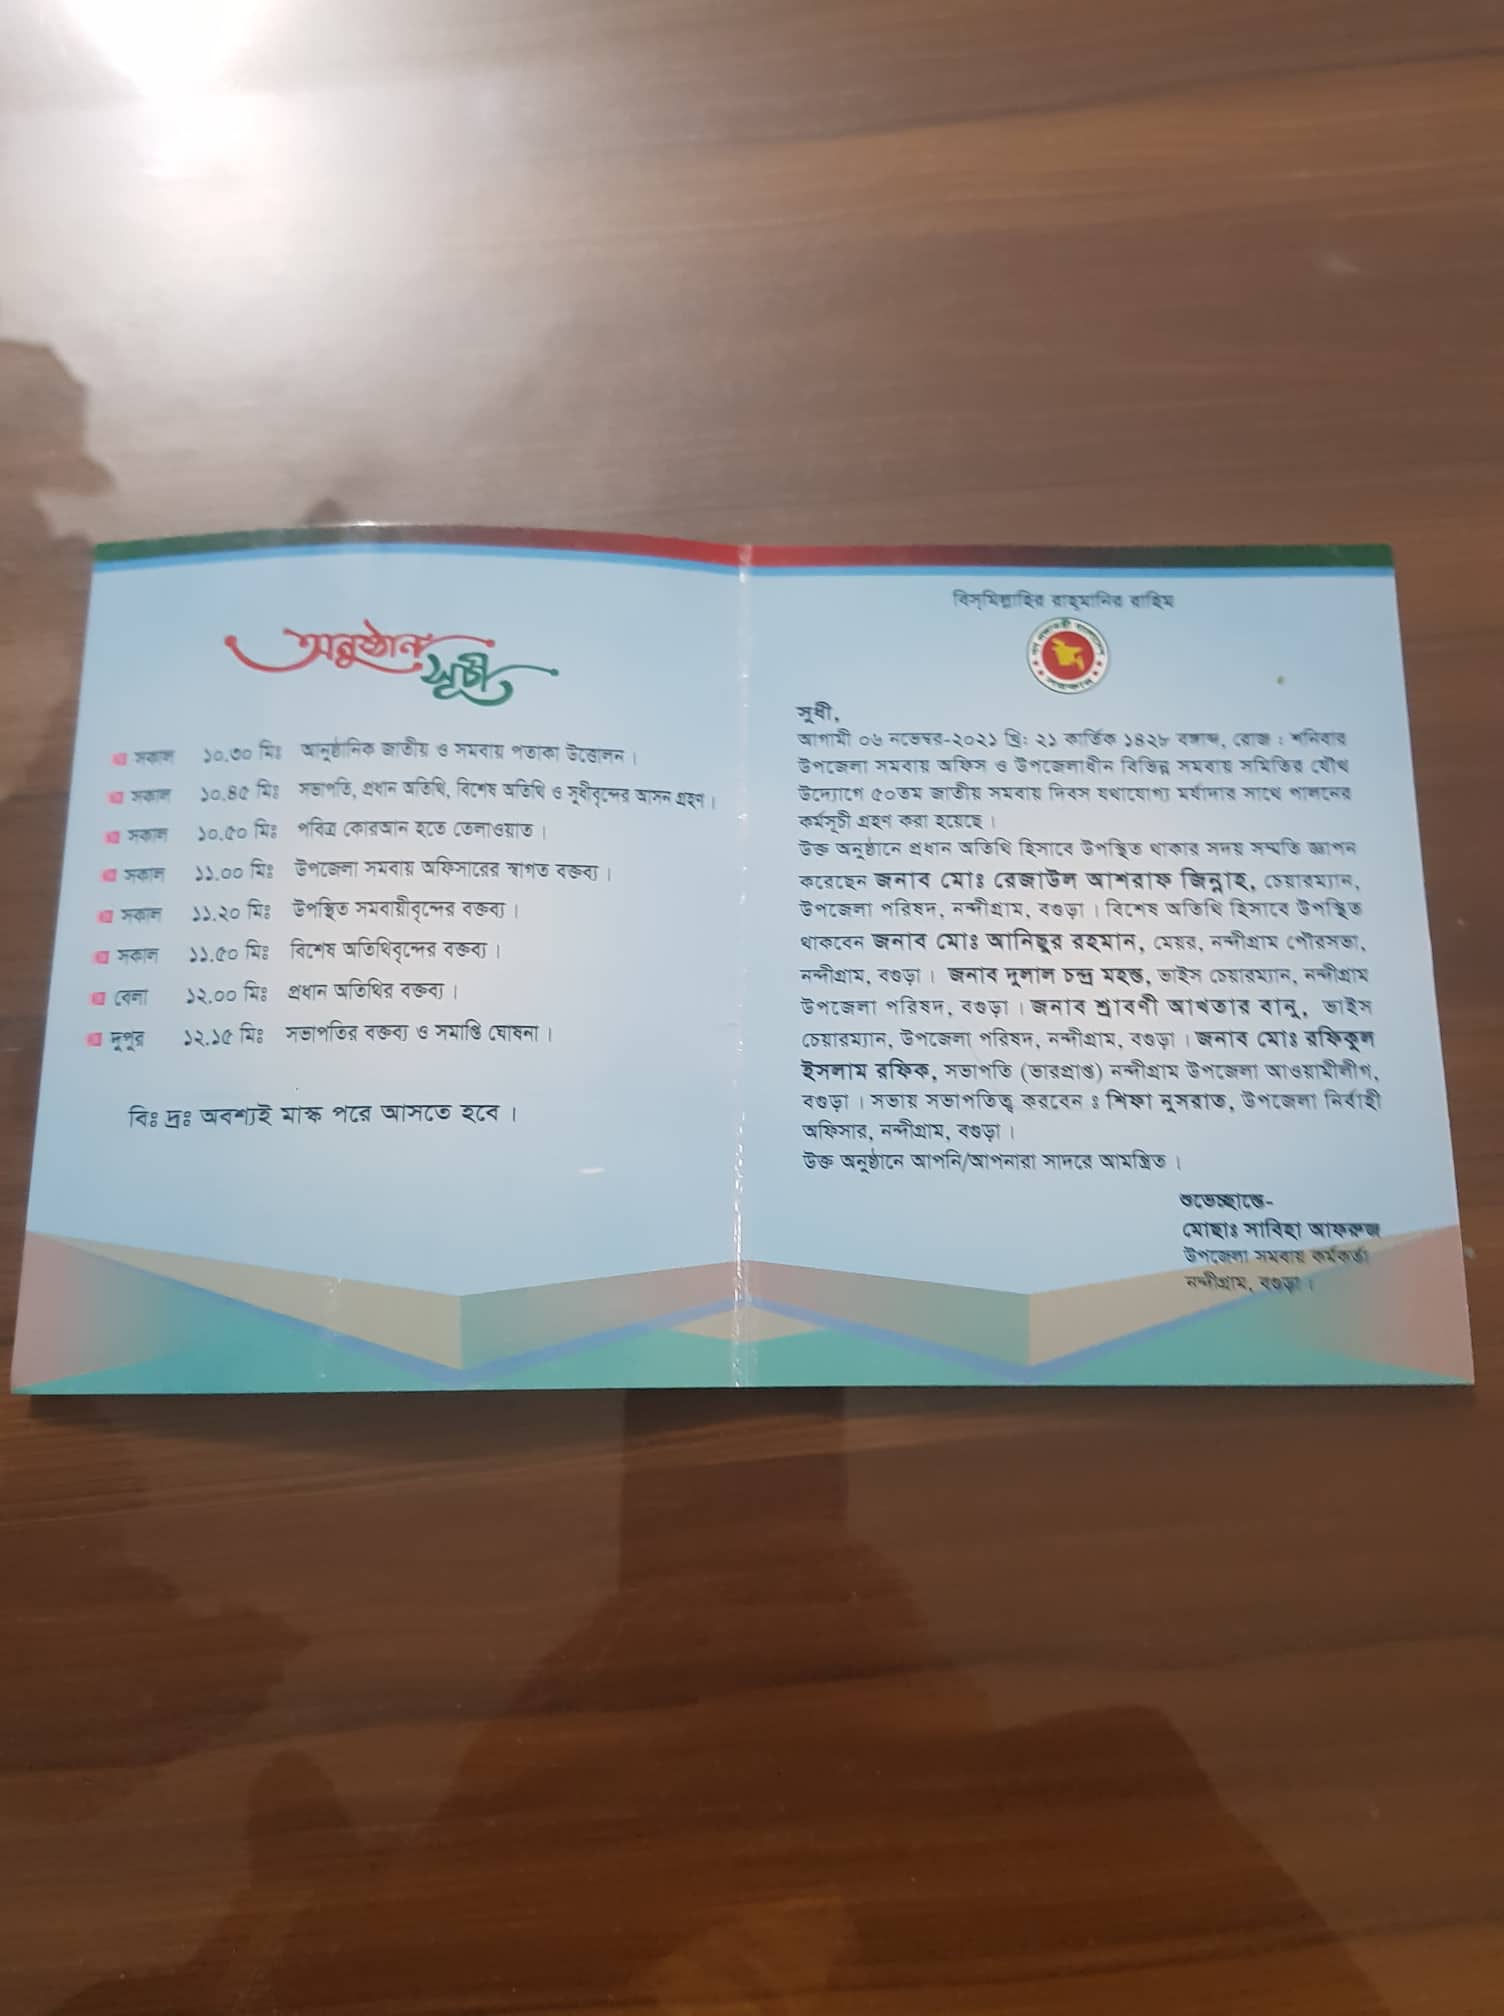 অনুষ্ঠান
সূচী
সকাল ১০.৩০ মিঃ আনুষ্ঠানিক জাতীয় ও সমবায় পতাকা উত্তোলন।
সকাল ১০.৪৫ মিঃ সভাপতি, প্রধান অতিথি, বিশেষ অতিথি ও সূধীবৃন্দের আসন গ্রহণ।
সকাল ১০.৫০ মিঃ পবিত্র কোরআন হতে তেলাওয়াত।
সকাল ১১.০০ মিঃ উপজেলা সমবায় অফিসারের স্বাগত বক্তব্য।
সকাল ১১.২০ মিঃ উপস্থিত সমবায়ীবৃন্দের বক্তব্য।
সকাল ১১.৫০ মিঃ বিশেষ অতিথিবৃন্দের বক্তব্য।
বেলা ১২.০০ মিঃ প্রধান অতিথির বক্তব্য।
দুপুর ১২.১৫ মিঃ সভাপতির বক্তব্য ও সমাপ্তি ঘোষনা।
বিঃ দ্রঃ অবশ্যই মাস্ক পরে আসতে হবে।
বিস্‌মিল্লাহির রাহ্‌মানির রাহিম
সূধী,
আগামী ০৬ নভেম্বর-২০২১ খ্রি: ২১ কার্তিক ১৪২৮ বঙ্গাব্দ, রোজ : শনিবার
উপজেলা সমবায় অফিস ও উপজেলাধীন বিভিন্ন সমবায় সমিতির যৌথ
উদ্যোগে ৫০তম জাতীয় সমবায় দিবস যথাযোগ্য মর্যাদার সাথে পালনের
কর্মসূচী গ্রহণ করা হয়েছে।
উক্ত অনুষ্ঠানে প্রধান অতিথি হিসাবে উপস্থিত থাকার সদয় সম্মতি জ্ঞাপন
করেছেন জনাব মোঃ রেজাউল আশরাফ জিন্নাহ, চেয়ারম্যান,
উপজেলা পরিষদ, নন্দীগ্রাম, বগুড়া। বিশেষ অতিথি হিসাবে উপস্থিত
থাকবেন জনাব মোঃ আনিছুর রহমান, মেয়র, নন্দীগ্রাম পৌরসভা,
নন্দীগ্রাম, বগুড়া। জনাব দুলাল চন্দ্র মহন্ত, ভাইস চেয়ারম্যান, নন্দীগ্রাম
উপজেলা পরিষদ, বগুড়া। জনাব শ্রাবণী আখতার বানু, ভাইস
চেয়ারম্যান, উপজেলা পরিষদ, নন্দীগ্রাম, বগুড়া। জনাব মোঃ রফিকুল
ইসলাম রফিক, সভাপতি (ভারপ্রাপ্ত) নন্দীগ্রাম উপজেলা আওয়ামীলীগ,
বগুড়া। সভায় সভাপতিত্ব করবেন ঃ শিফা নুসরাত, উপজেলা নির্বাহী
অফিসার, নন্দীগ্রাম, বগুড়া।
উক্ত অনুষ্ঠানে আপনি/আপনারা সাদরে আমন্ত্রিত।
শুভেচ্ছান্তে-
মোছাঃ সাবিহা আফরুজ
উপজেলা সমবায় কর্মকর্তা
নন্দীগ্রাম, বগুড়া।